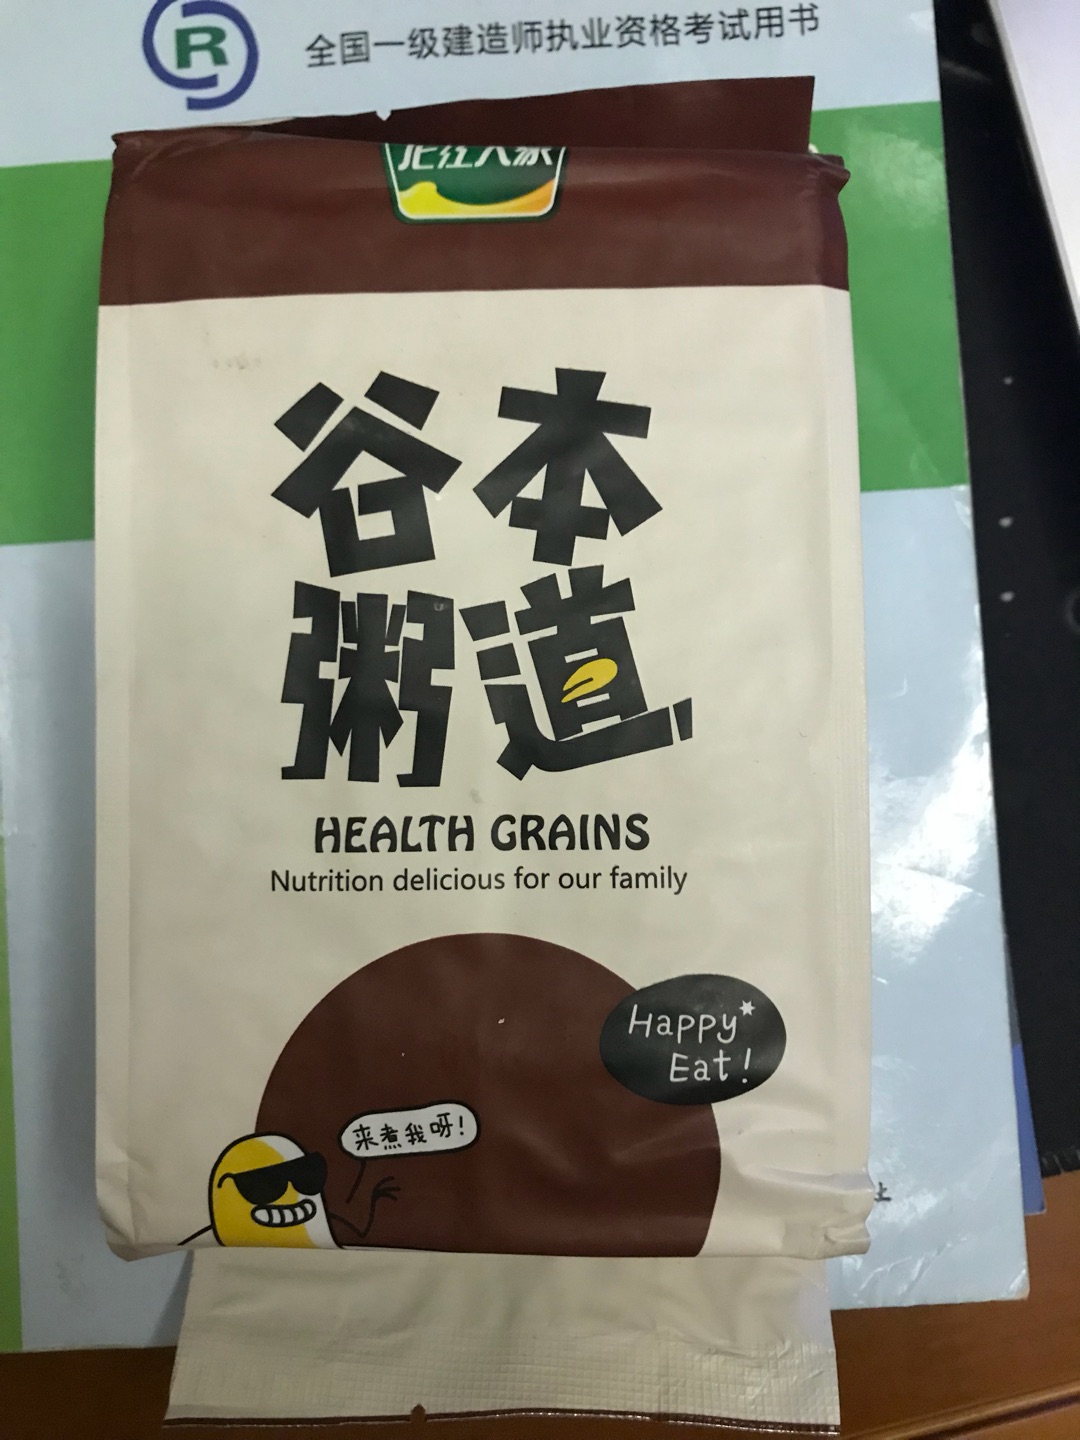 R
全国一级建造师执业资格考试用书
谷本
粥道
HEALTH GRAINS
Nutrition delicious for our family
Happy
Eat!
来煮我呀!